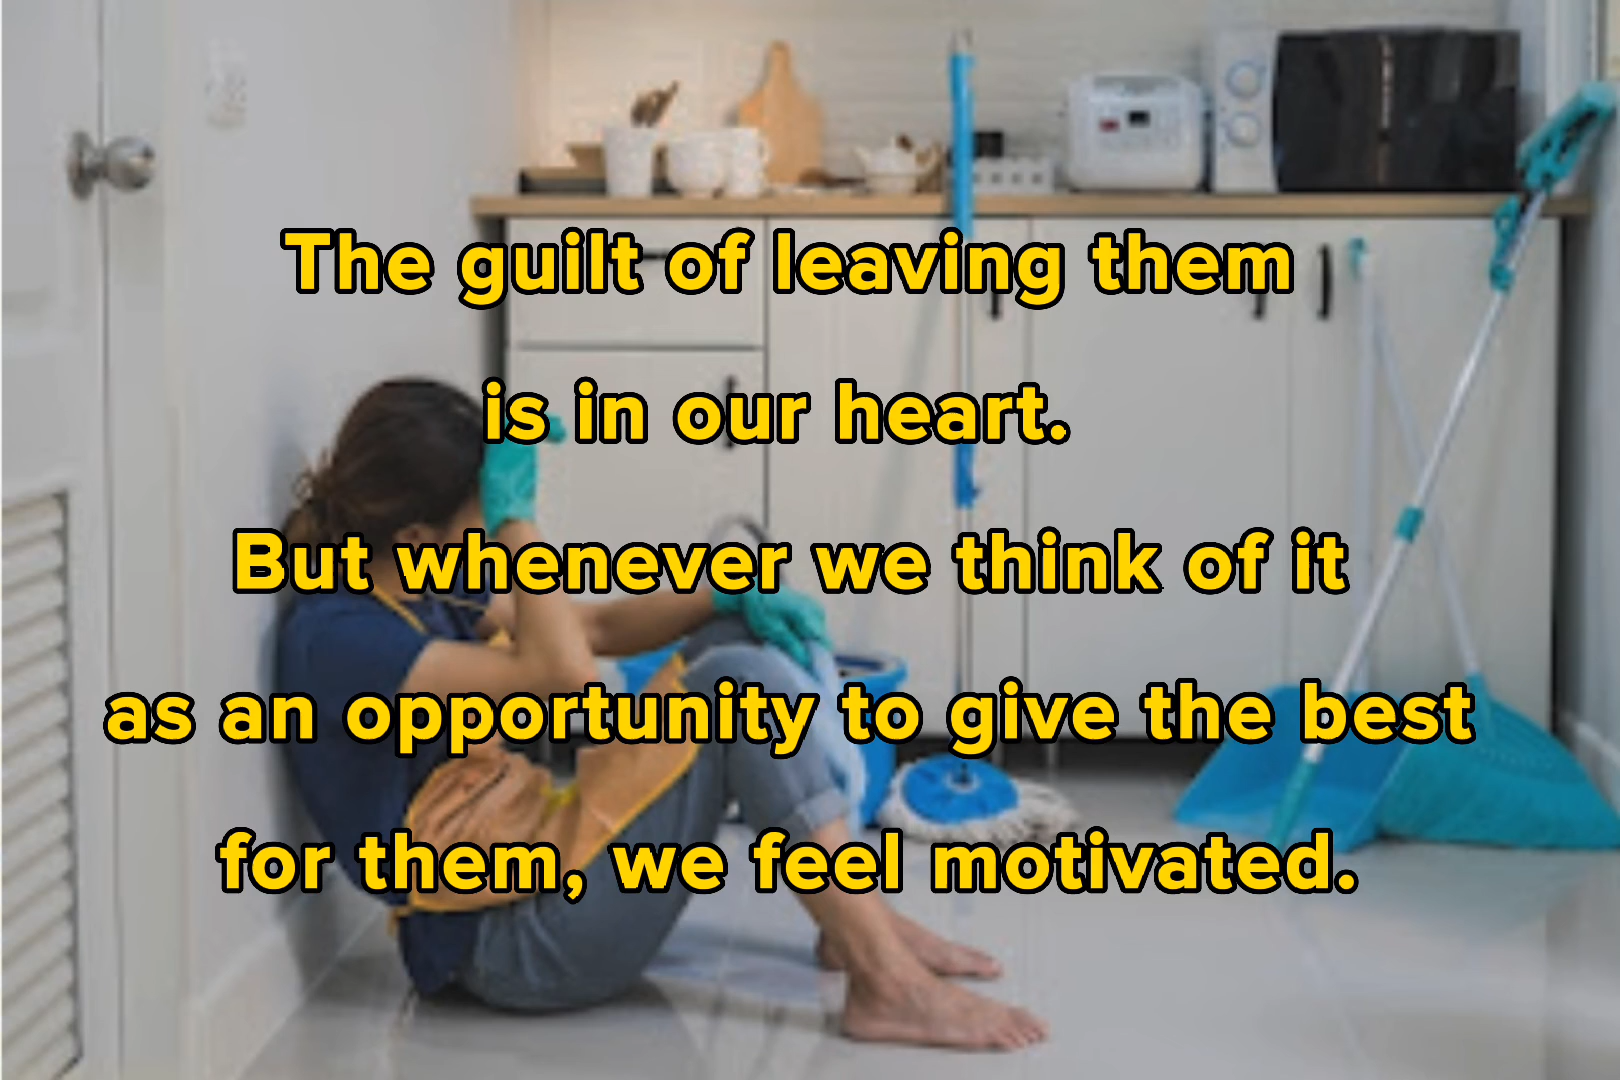 The guilt of leaving them
is in our heart.
But whenever we think of it
as an opportunity to give the best
for them, we feel motivated.